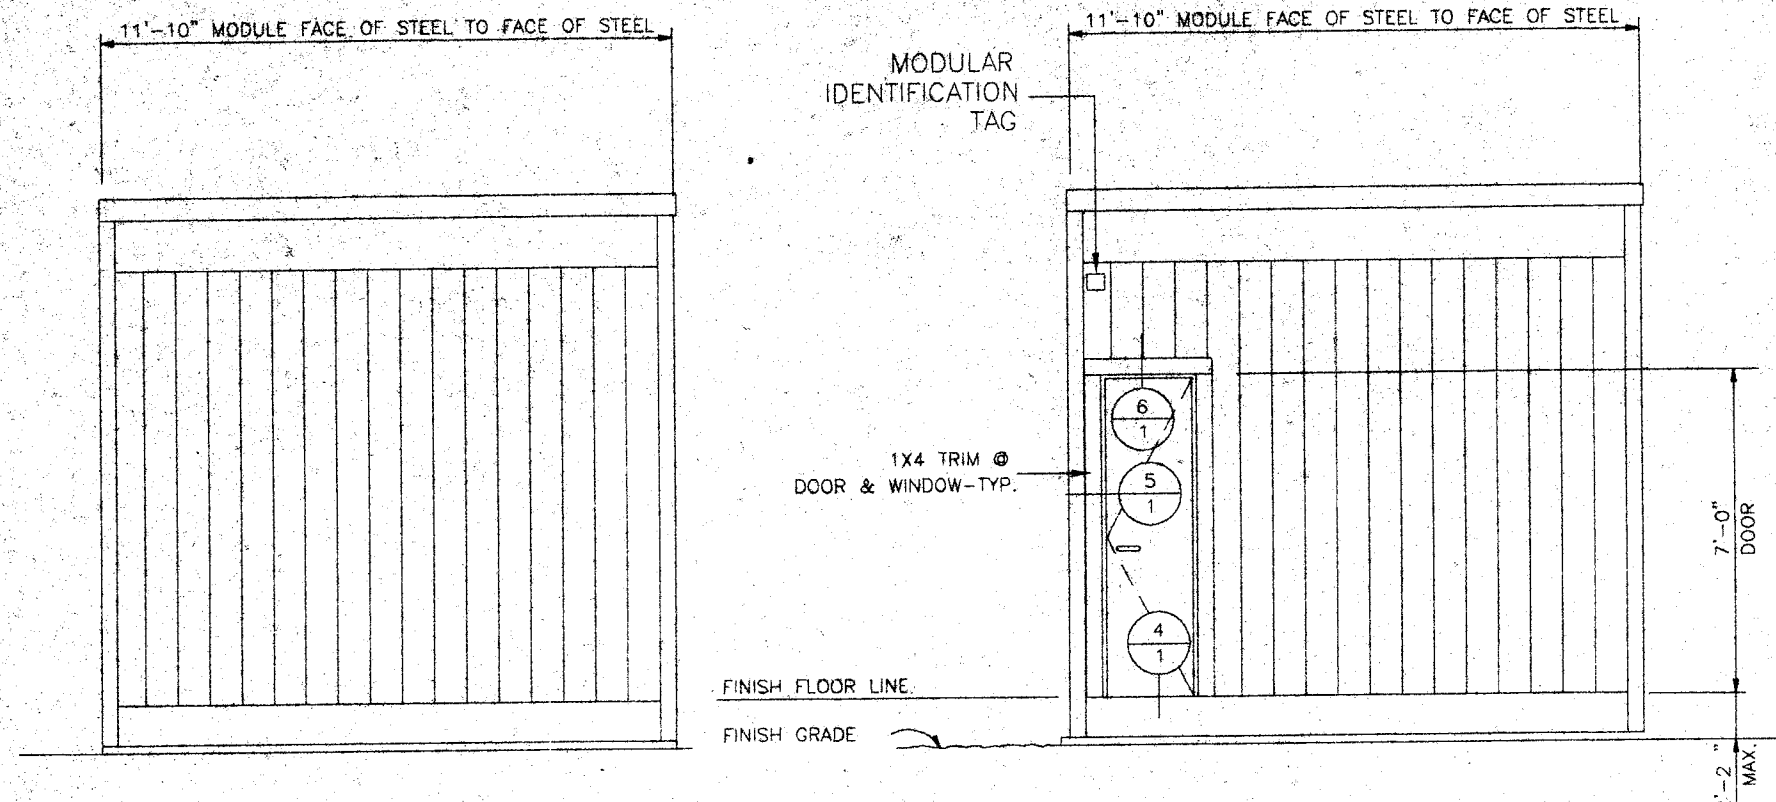 11'-10" MODULE FACE OF STEEL TO FACE OF STEEL
11'-10" MODULE FACE OF STEEL TO FACE OF STEEL
MODULAR
IDENTIFICATION
TAG
6
1
1X4 TRIM @
DOOR & WINDOW-TYP.
5
1
7'-0"
DOOR
4
1
FINISH FLOOR LINE.
FINISH GRADE
'-2"
MAX.